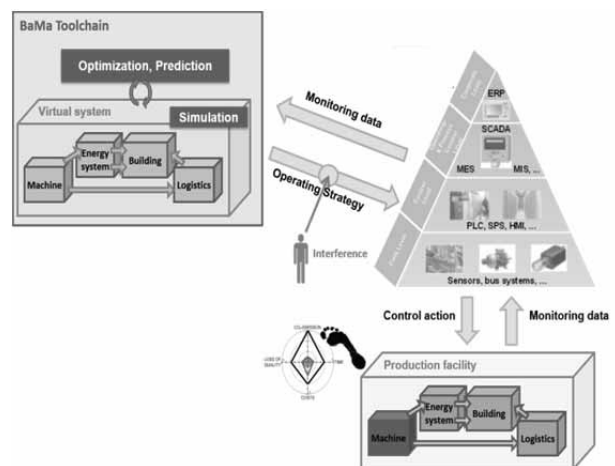 BaMa Toolchain
Optimization, Prediction
Virtual system
Simulation
Energy
system
Building
Machine
Logistics
Monitoring data
Operating Strategy
Interference
ERP
SCADA
MES
MIS, ...
PLC, SPS, HMI, ...
Sensors, bus systems, ...
Control action
Monitoring data
TIME
COSTS
Production facility
Energy
system
Building
Machine
Logistics